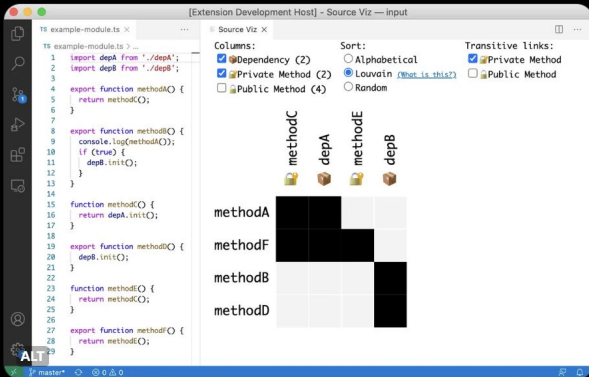 [Extension Development Host] - Source Viz — input
TS example-module.ts ×
TS example-module.ts > ...
1 import depA from './depA';
2 import depB from './depB';
3
4 export function methodA() {
5 return methodC();
6 }
7
8 export function methodB() {
9 console.log(methodA());
10 if (true) {
11 depB.init();
12 }
13 }
14
15 function methodC() {
16 return depA.init();
17 }
18
19 export function methodD() {
20 depB.init();
21 }
22
23 function methodE() {
24 return methodC();
25 }
26
27 export function methodF() {
28 return methodE();
29 }
Source Viz ×
Columns:
Dependency (2)
Private Method (2)
Public Method (4)
Sort:
Alphabetical
Louvain (What is this?)
Random
Transitive links:
Private Method
Public Method
methodC
depA
methodE
depB
methodA
methodF
methodB
methodD
1
ALT
master*
0 0